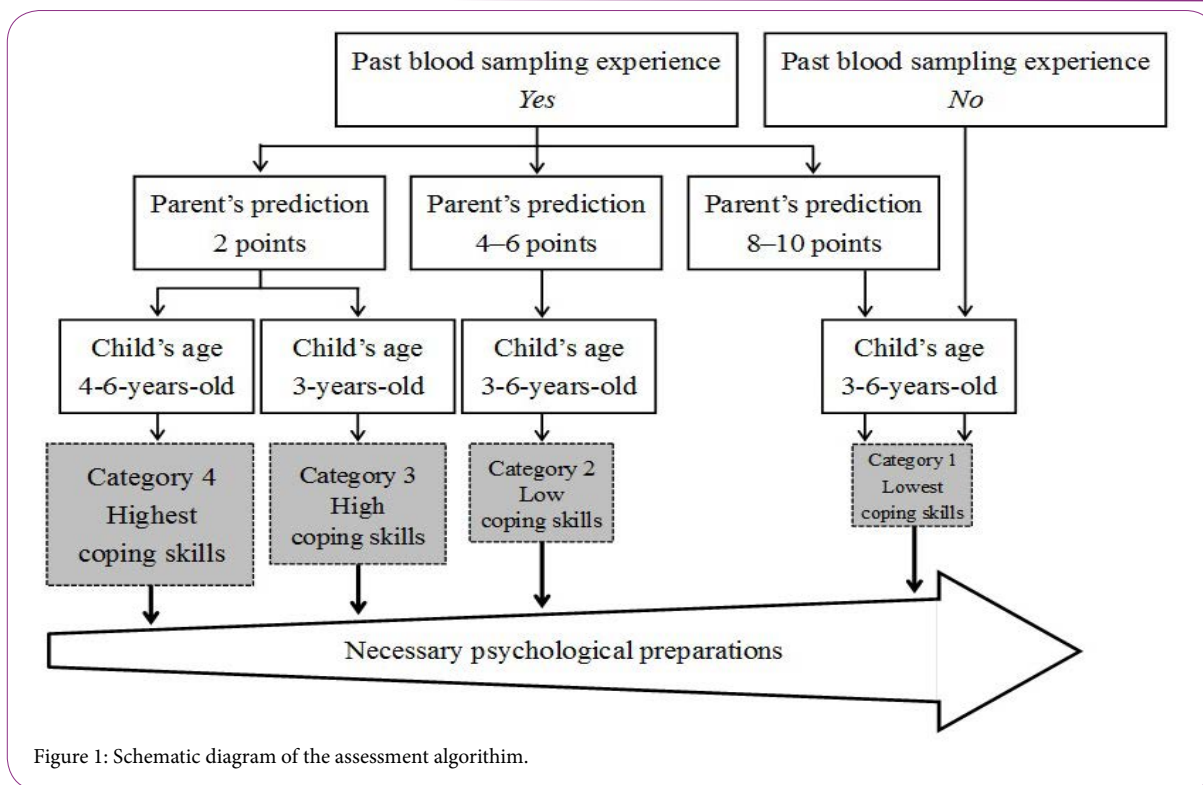 Past blood sampling experience
Yes
Past blood sampling experience
No
Parent's prediction
2 points
Parent's prediction
4–6 points
Parent's prediction
8–10 points
Child's age
4-6-years-old
Child's age
3-years-old
Child's age
3-6-years-old
Child's age
3-6-years-old
Category 4
Highest
coping skills
Category 3
High
coping skills
Category 2
Low
coping skills
Category 1
Lowest
coping skills
Necessary psychological preparations
Figure 1: Schematic diagram of the assessment algorithim.